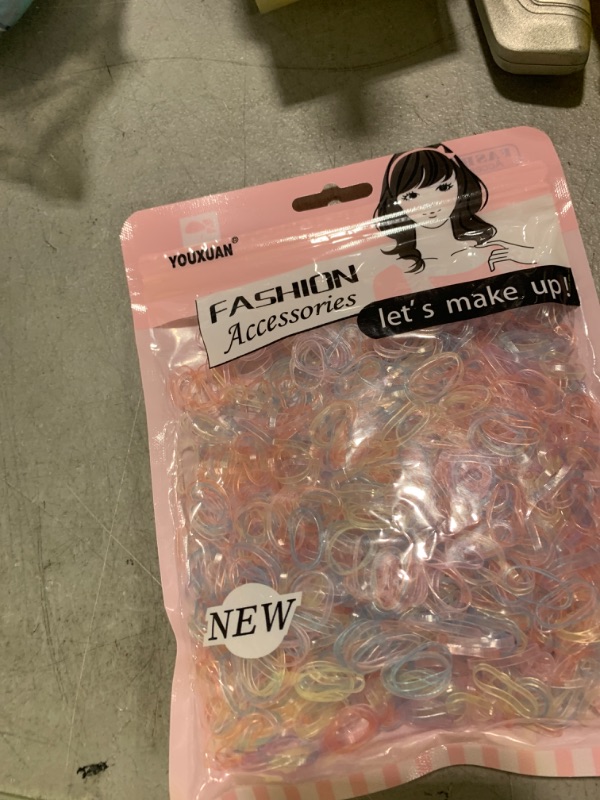 YOUXUAN®
FASHION
Accessories
let's make up!
NEW